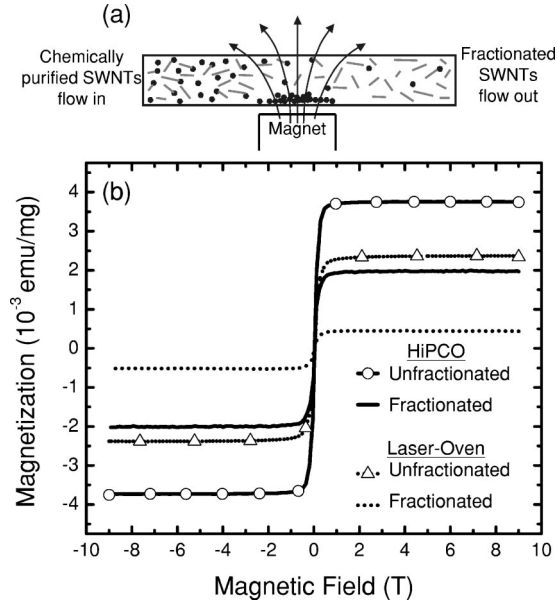 (a)
Chemically
purified SWNTs
flow in
Fractionated
SWNTs
flow out
Magnet
(b)
Magnetization (10⁻³ emu/mg)
4
3
2
1
0
-1
-2
-3
-4
HiPCO
Unfractionated
Fractionated
Laser-Oven
Unfractionated
Fractionated
-10 -8 -6 -4 -2 0 2 4 6 8 10
Magnetic Field (T)